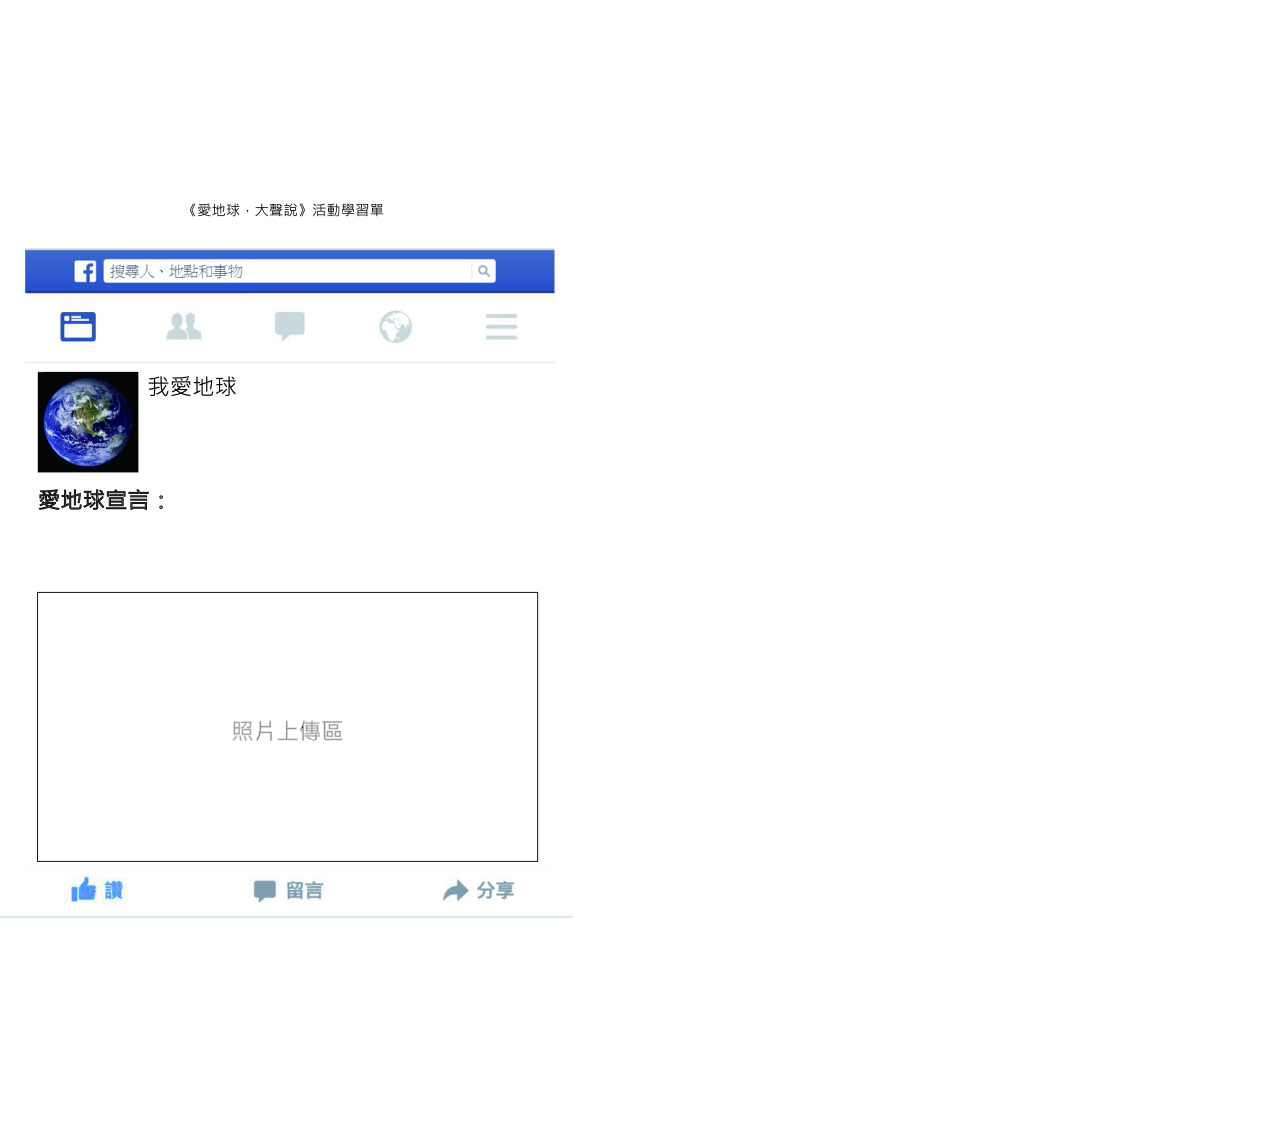 《愛地球．大聲說》活動學習單
搜尋人、地點和事物
我愛地球
愛地球宣言：
照片上傳區
讚 留言 分享